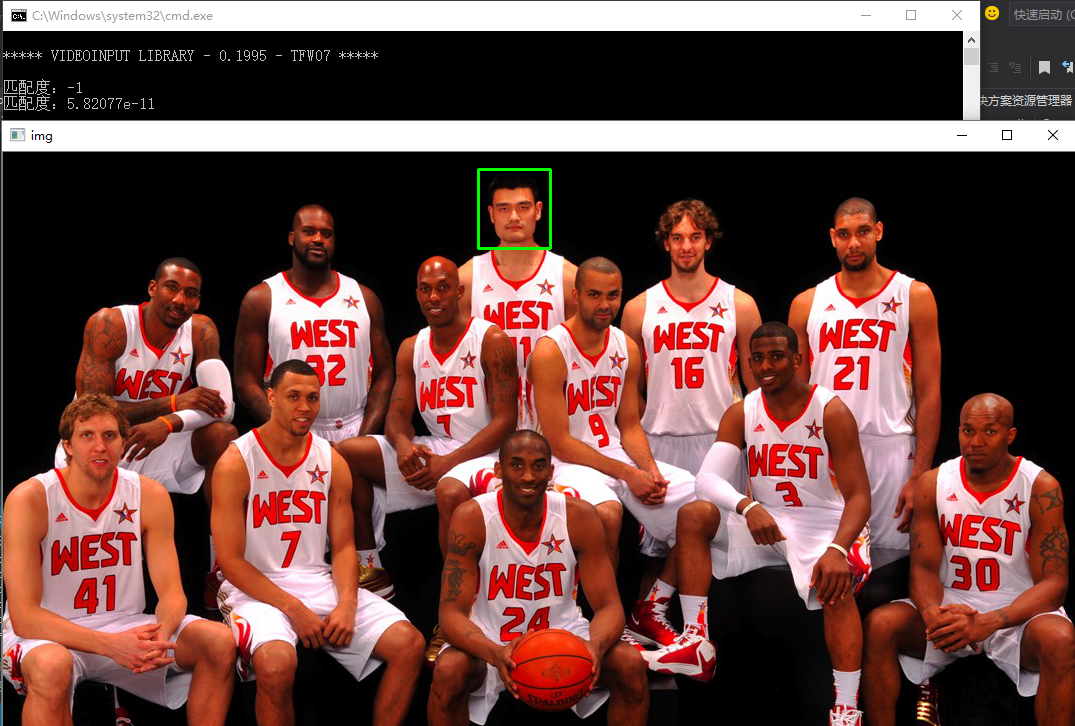 C:\Windows\system32\cmd.exe
快速启动 (C
***** VIDEOINPUT LIBRARY - 0.1995 - TFW07 *****
匹配度: -1
匹配度: 5.82077e-11
决方案资源管理器
img
WEST
32
WEST
11
WEST
16
WEST
21
WEST
WEST
1
WEST
9
WEST
41
WEST
7
WEST
24
WEST
3
WEST
30
SPALDING